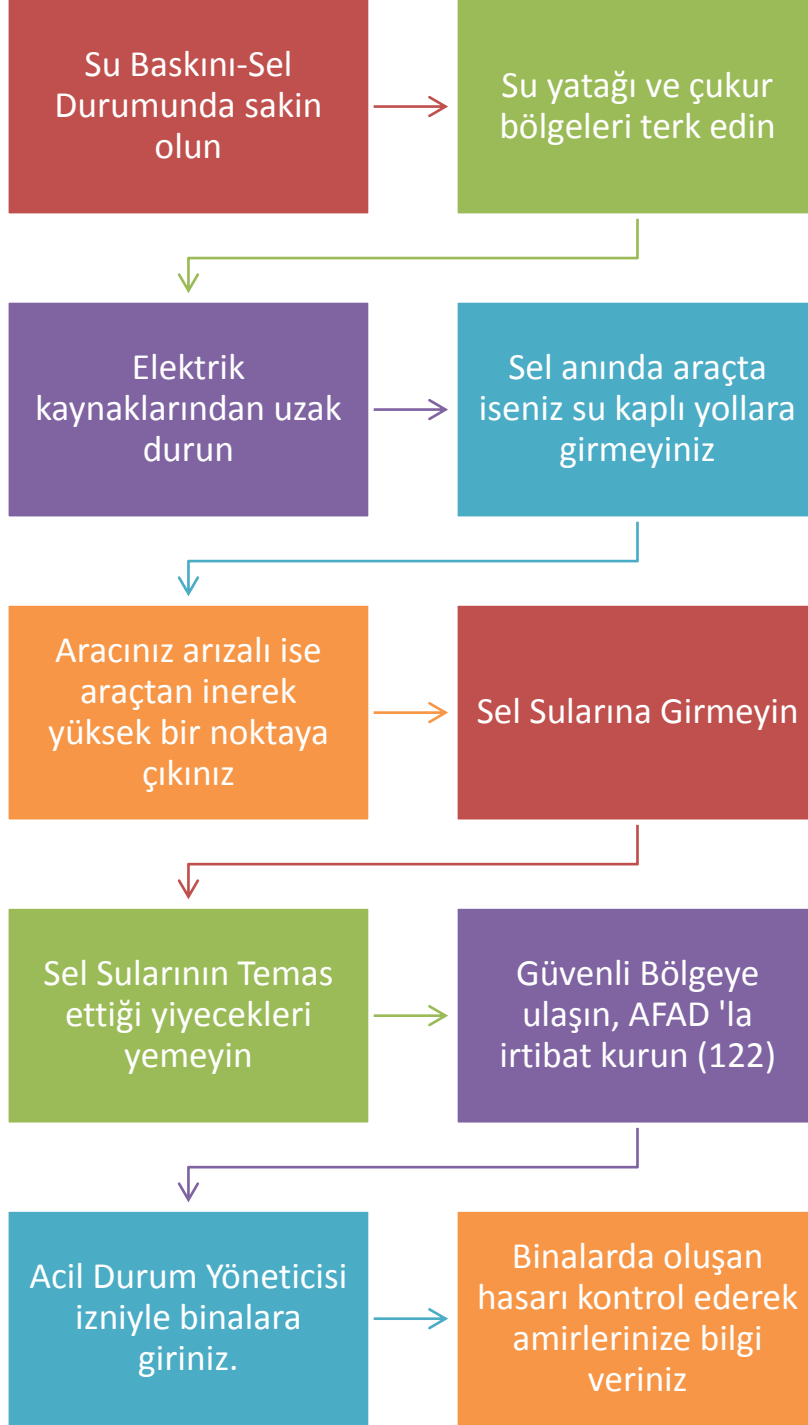 Su Baskını-Sel
Durumunda sakin
olun
Su yatağı ve çukur
bölgeleri terk edin
Elektrik
kaynaklarından uzak
durun
Sel anında araçta
iseniz su kaplı yollara
girmeyiniz
Aracınız arızalı ise
araçtan inerek
yüksek bir noktaya
çıkınız
Sel Sularına Girmeyin
Sel Sularının Temas
ettiği yiyecekleri
yemeyin
Güvenli Bölgeye
ulaşın, AFAD 'la
irtibat kurun (122)
Acil Durum Yöneticisi
izniyle binalara
giriniz.
Binalarda oluşan
hasarı kontrol ederek
amirlerinize bilgi
veriniz